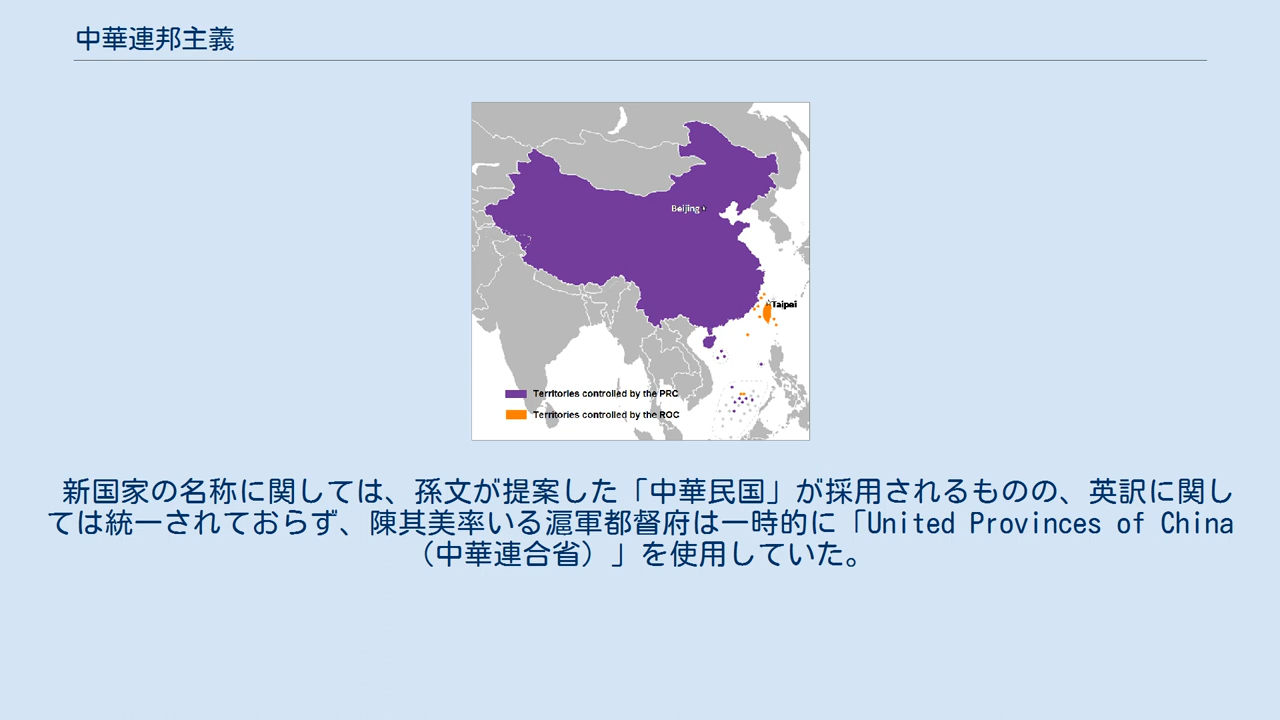 中華連邦主義
Beijing
Taipei
Territories controlled by the PRC
Territories controlled by the ROC
新国家の名称に関しては、孫文が提案した「中華民国」が採用されるものの、英訳に関し
ては統一されておらず、陳其美率いる滬軍都督府は一時的に「United Provinces of China
（中華連合省）」を使用していた。